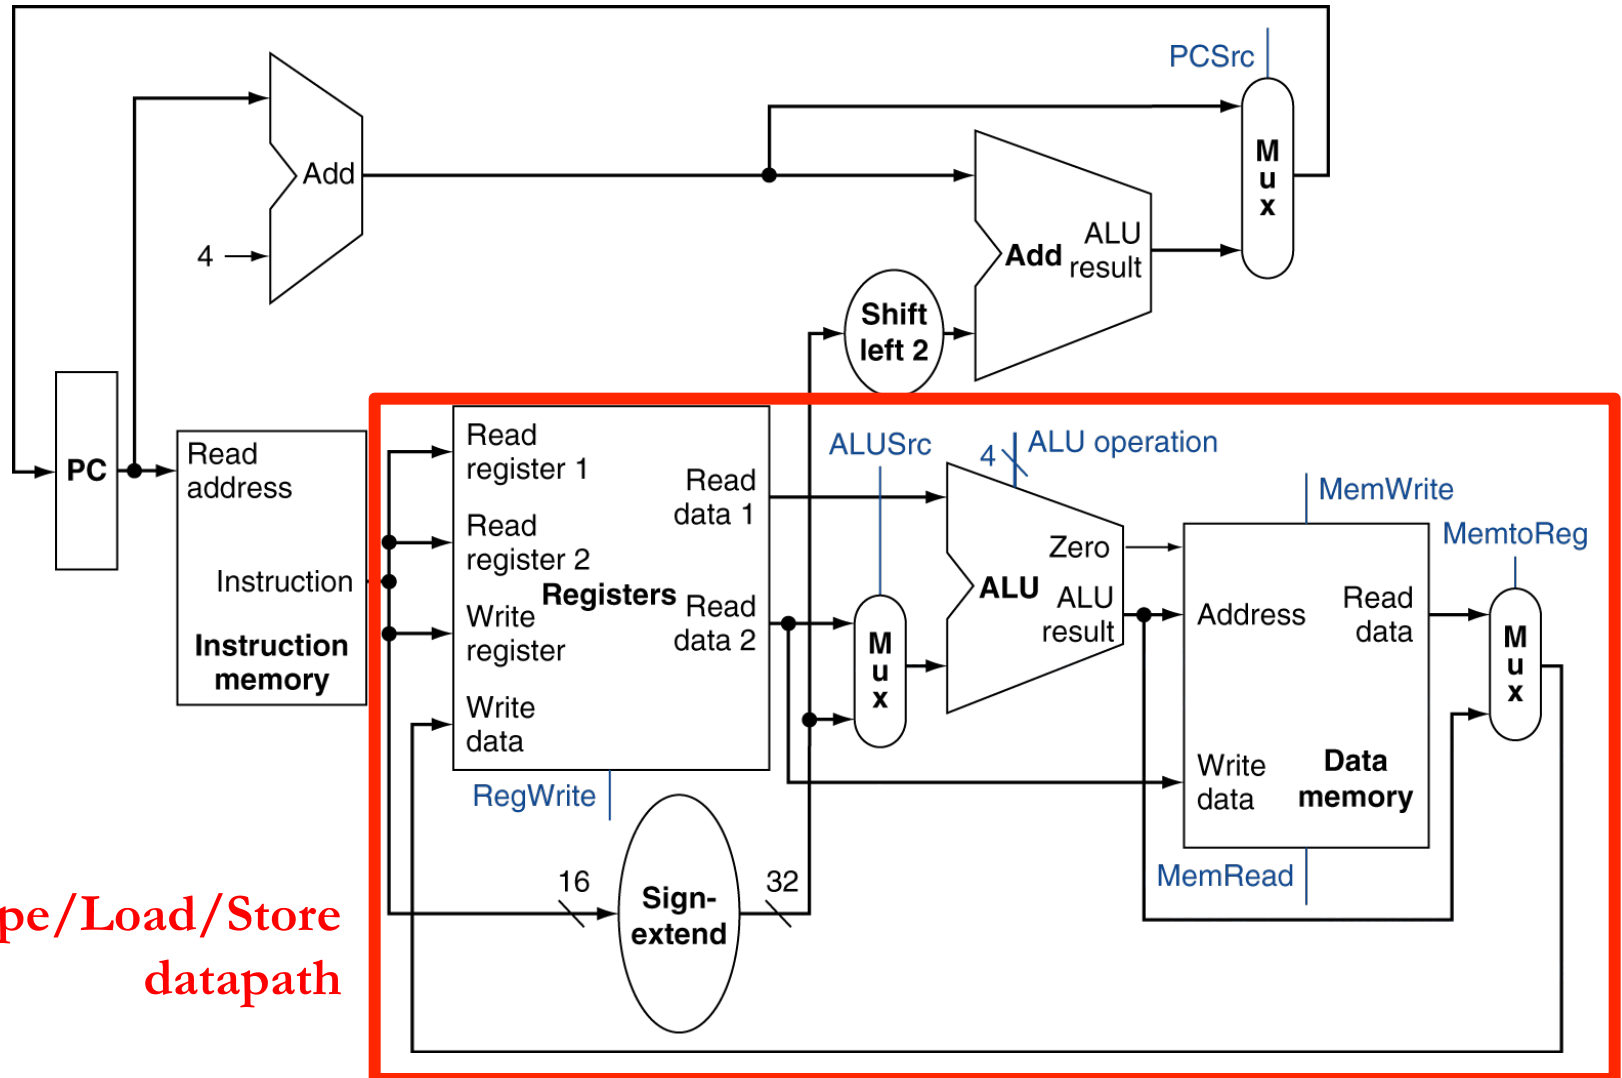 PCSrc
M
u
x
Add
4
Add
ALU
result
Shift
left 2
PC
Read
address
Instruction
Instruction
memory
Read
register 1
Read
register 2
Write
register
Write
data
Registers
Read
data 1
Read
data 2
RegWrite
16
Sign-
extend
32
ALUSrc
M
u
x
4
ALU operation
Zero
ALU
ALU
result
MemWrite
Address
Read
data
Write
data
Data
memory
MemRead
MemtoReg
M
u
x
pe/Load/Store
datapath